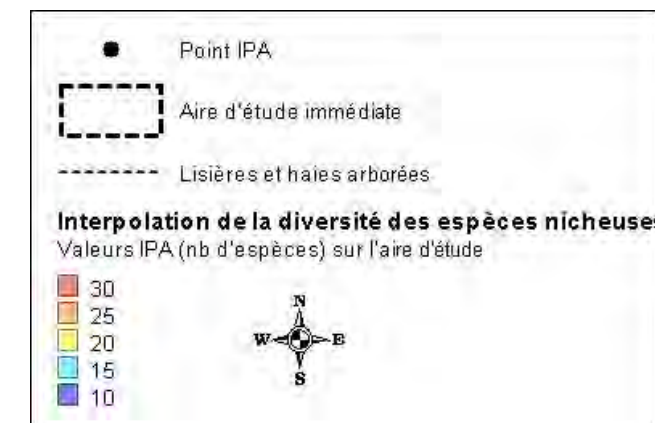 Point IPA
Aire d'étude immédiate
Lisières et haies arborées
Interpolation de la diversité des espèces nicheuses
Valeurs IPA (nb d'espèces) sur l'aire d'étude
30
25
20
15
10
N
W E
S